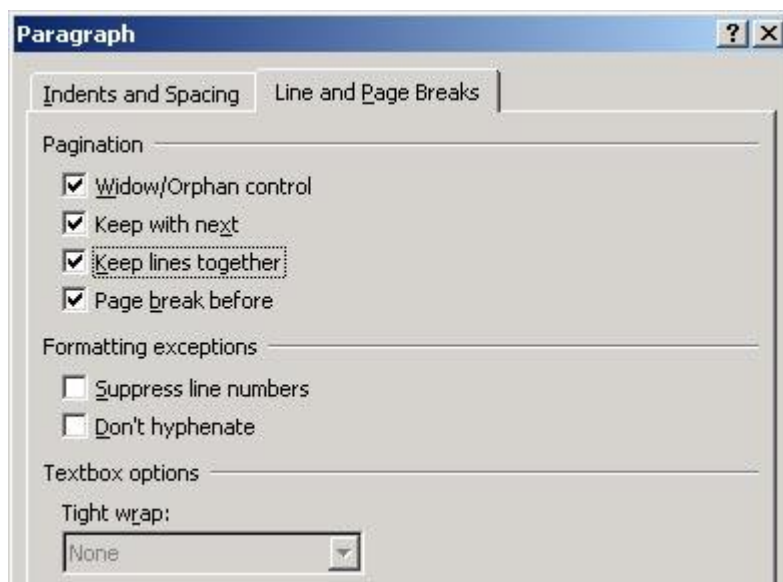 Paragraph
Indents and Spacing
Line and Page Breaks
Pagination
Widow/Orphan control
Keep with next
Keep lines together
Page break before
Formatting exceptions
Suppress line numbers
Don't hyphenate
Textbox options
Tight wrap:
None